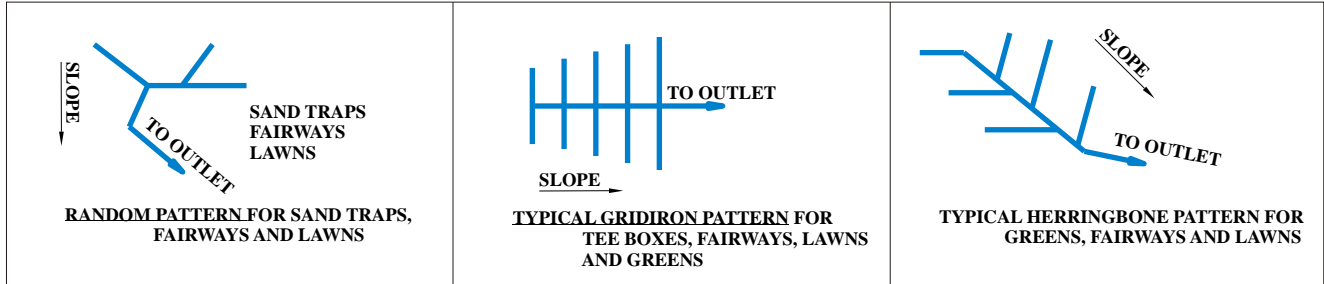 SLOPE
TO OUTLET
SAND TRAPS
FAIRWAYS
LAWNS
RANDOM PATTERN FOR SAND TRAPS,
FAIRWAYS AND LAWNS
TO OUTLET
SLOPE
TYPICAL GRIDIRON PATTERN FOR
TEE BOXES, FAIRWAYS, LAWNS
AND GREENS
SLOPE
TO OUTLET
TYPICAL HERRINGBONE PATTERN FOR
GREENS, FAIRWAYS AND LAWNS